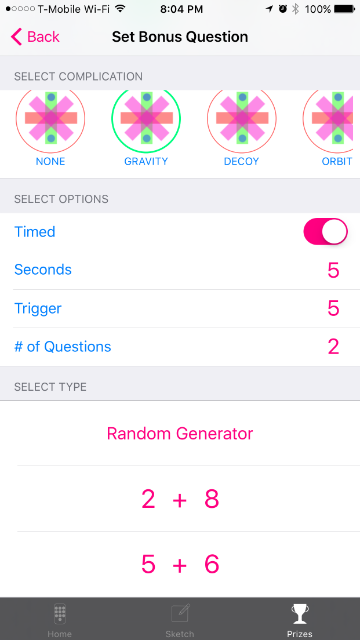 T-Mobile Wi-Fi 8:04 PM 100%
Back Set Bonus Question
SELECT COMPLICATION
NONE GRAVITY DECOY ORBIT
SELECT OPTIONS
Timed
Seconds 5
Trigger 5
# of Questions 2
SELECT TYPE
Random Generator
2 + 8
5 + 6
Home Sketch Prizes